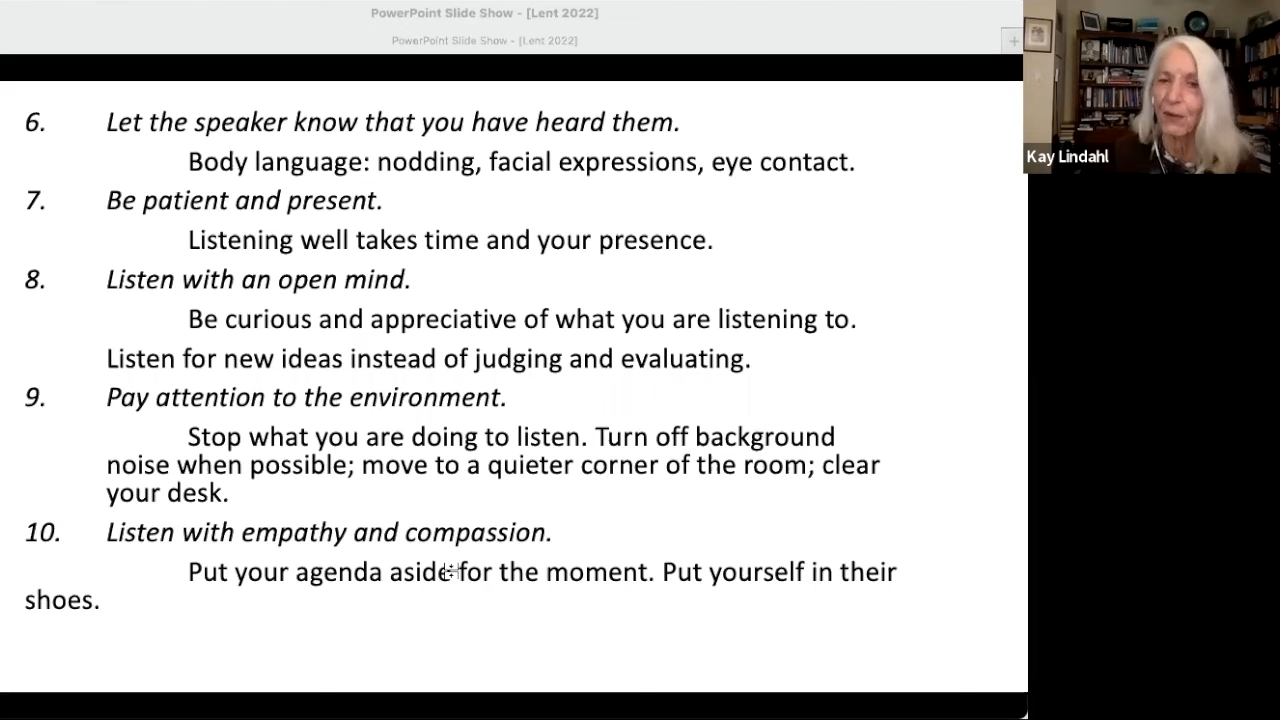 PowerPoint Slide Show - [Lent 2022]
PowerPoint Slide Show - [Lent 2022]
Kay Lindahl
6. Let the speaker know that you have heard them.
Body language: nodding, facial expressions, eye contact.
7. Be patient and present.
Listening well takes time and your presence.
8. Listen with an open mind.
Be curious and appreciative of what you are listening to.
Listen for new ideas instead of judging and evaluating.
9. Pay attention to the environment.
Stop what you are doing to listen. Turn off background
noise when possible; move to a quieter corner of the room; clear
your desk.
10. Listen with empathy and compassion.
Put your agenda aside for the moment. Put yourself in their
shoes.